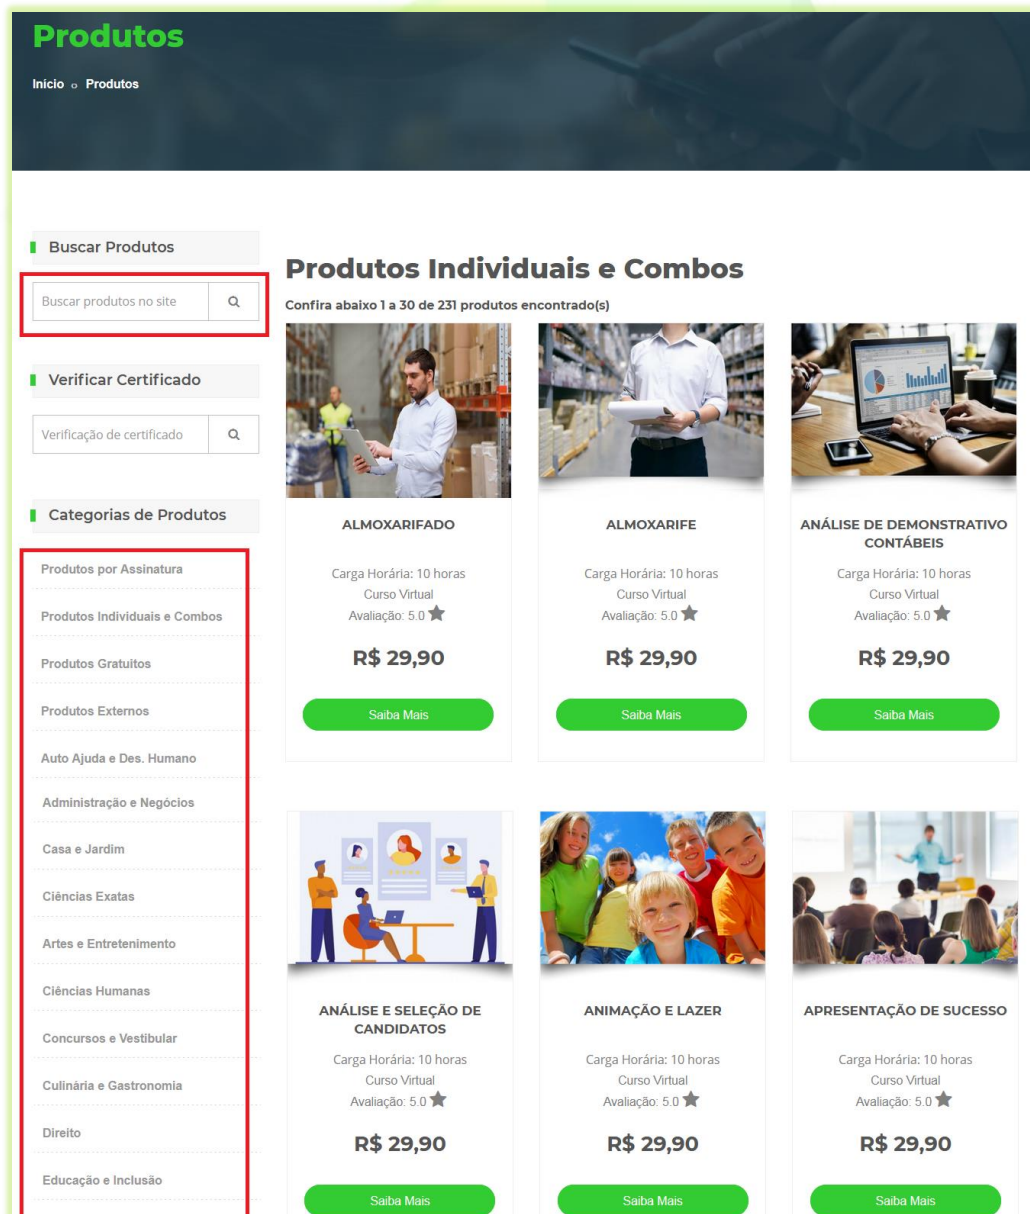 Produtos
Início o Produtos
Buscar Produtos
Buscar produtos no site
Verificar Certificado
Verificação de certificado
Categorias de Produtos
Produtos por Assinatura
Produtos Individuais e Combos
Produtos Gratuitos
Produtos Externos
Auto Ajuda e Des. Humano
Administração e Negócios
Casa e Jardim
Ciências Exatas
Artes e Entretenimento
Ciências Humanas
Concursos e Vestibular
Culinária e Gastronomia
Direito
Educação e Inclusão
Produtos Individuais e Combos
Confira abaixo 1 a 30 de 231 produtos encontrado(s)
ALMOXARIFADO
Carga Horária: 10 horas
Curso Virtual
Avaliação: 5.0
R$ 29,90
Saiba Mais
ALMOXARIFE
Carga Horária: 10 horas
Curso Virtual
Avaliação: 5.0
R$ 29,90
Saiba Mais
ANÁLISE DE DEMONSTRATIVO
CONTÁBEIS
Carga Horária: 10 horas
Curso Virtual
Avaliação: 5.0
R$ 29,90
Saiba Mais
ANÁLISE E SELEÇÃO DE
CANDIDATOS
Carga Horária: 10 horas
Curso Virtual
Avaliação: 5.0
R$ 29,90
Saiba Mais
ANIMAÇÃO E LAZER
Carga Horária: 10 horas
Curso Virtual
Avaliação: 5.0
R$ 29,90
Saiba Mais
APRESENTAÇÃO DE SUCESSO
Carga Horária: 10 horas
Curso Virtual
Avaliação: 5.0
R$ 29,90
Saiba Mais